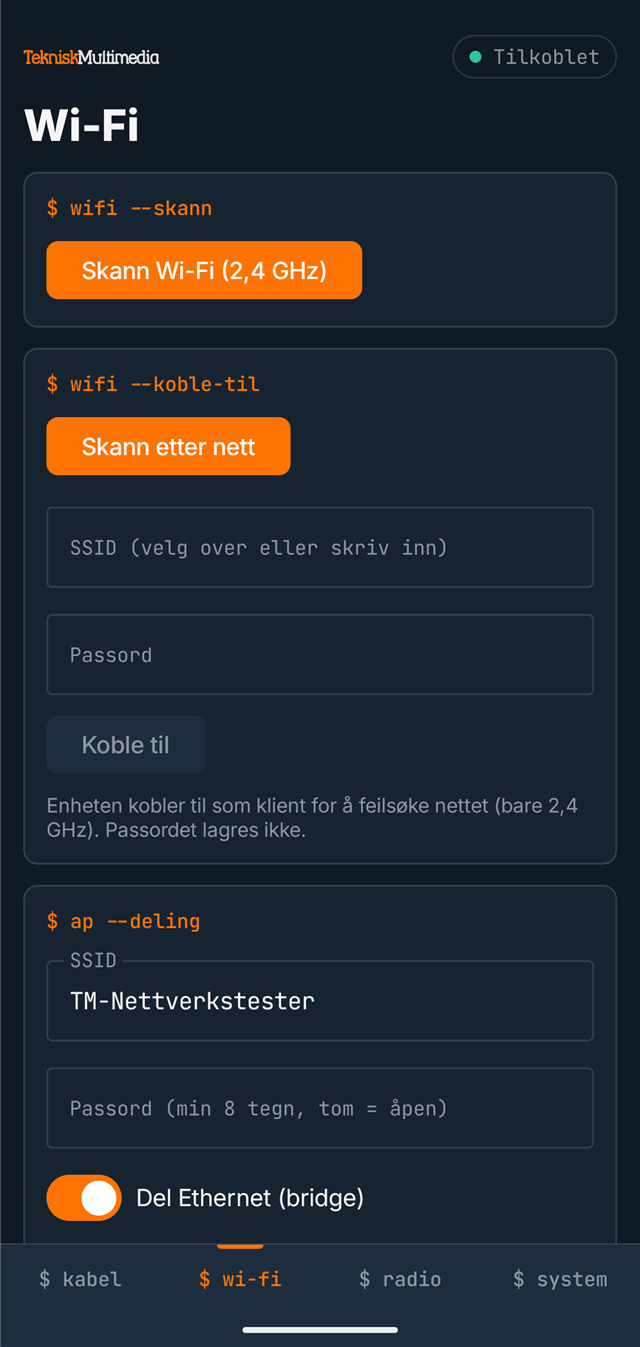 TekniskMultimedia
Tilkoblet
Wi-Fi
$ wifi --skann
Skann Wi-Fi (2,4 GHz)
$ wifi --koble-til
Skann etter nett
SSID (velg over eller skriv inn)
Passord
Koble til
Enheten kobler til som klient for å feilsøke nettet (bare 2,4
GHz). Passordet lagres ikke.
$ ap --deling
SSID
TM-Nettverkstester
Passord (min 8 tegn, tom = åpen)
Del Ethernet (bridge)
$ kabel
$ wi-fi
$ radio
$ system